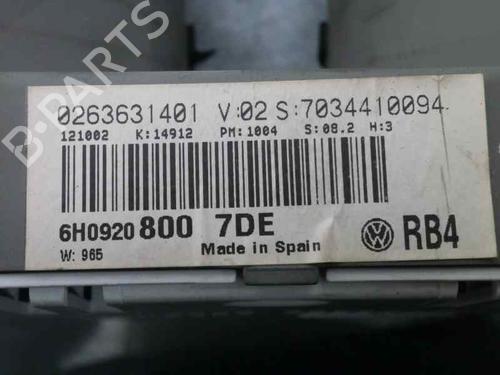 0263631401 V:02 S:7034410094
121002 K:14912 PM:1004 S:08.2 H:3
6H0920 800 7DE
Made in Spain
W: 965
RB4
B-PARTS